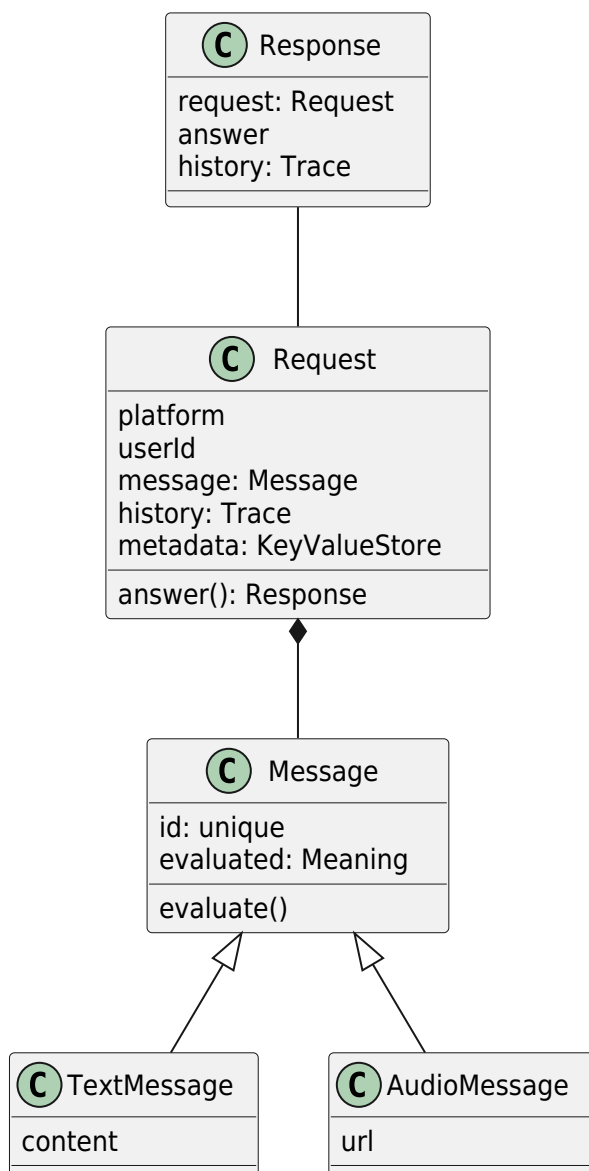 C Response
request: Request
answer
history: Trace
C Request
platform
userId
message: Message
history: Trace
metadata: KeyValueStore
answer(): Response
C Message
id: unique
evaluated: Meaning
evaluate()
C TextMessage
content
C AudioMessage
url